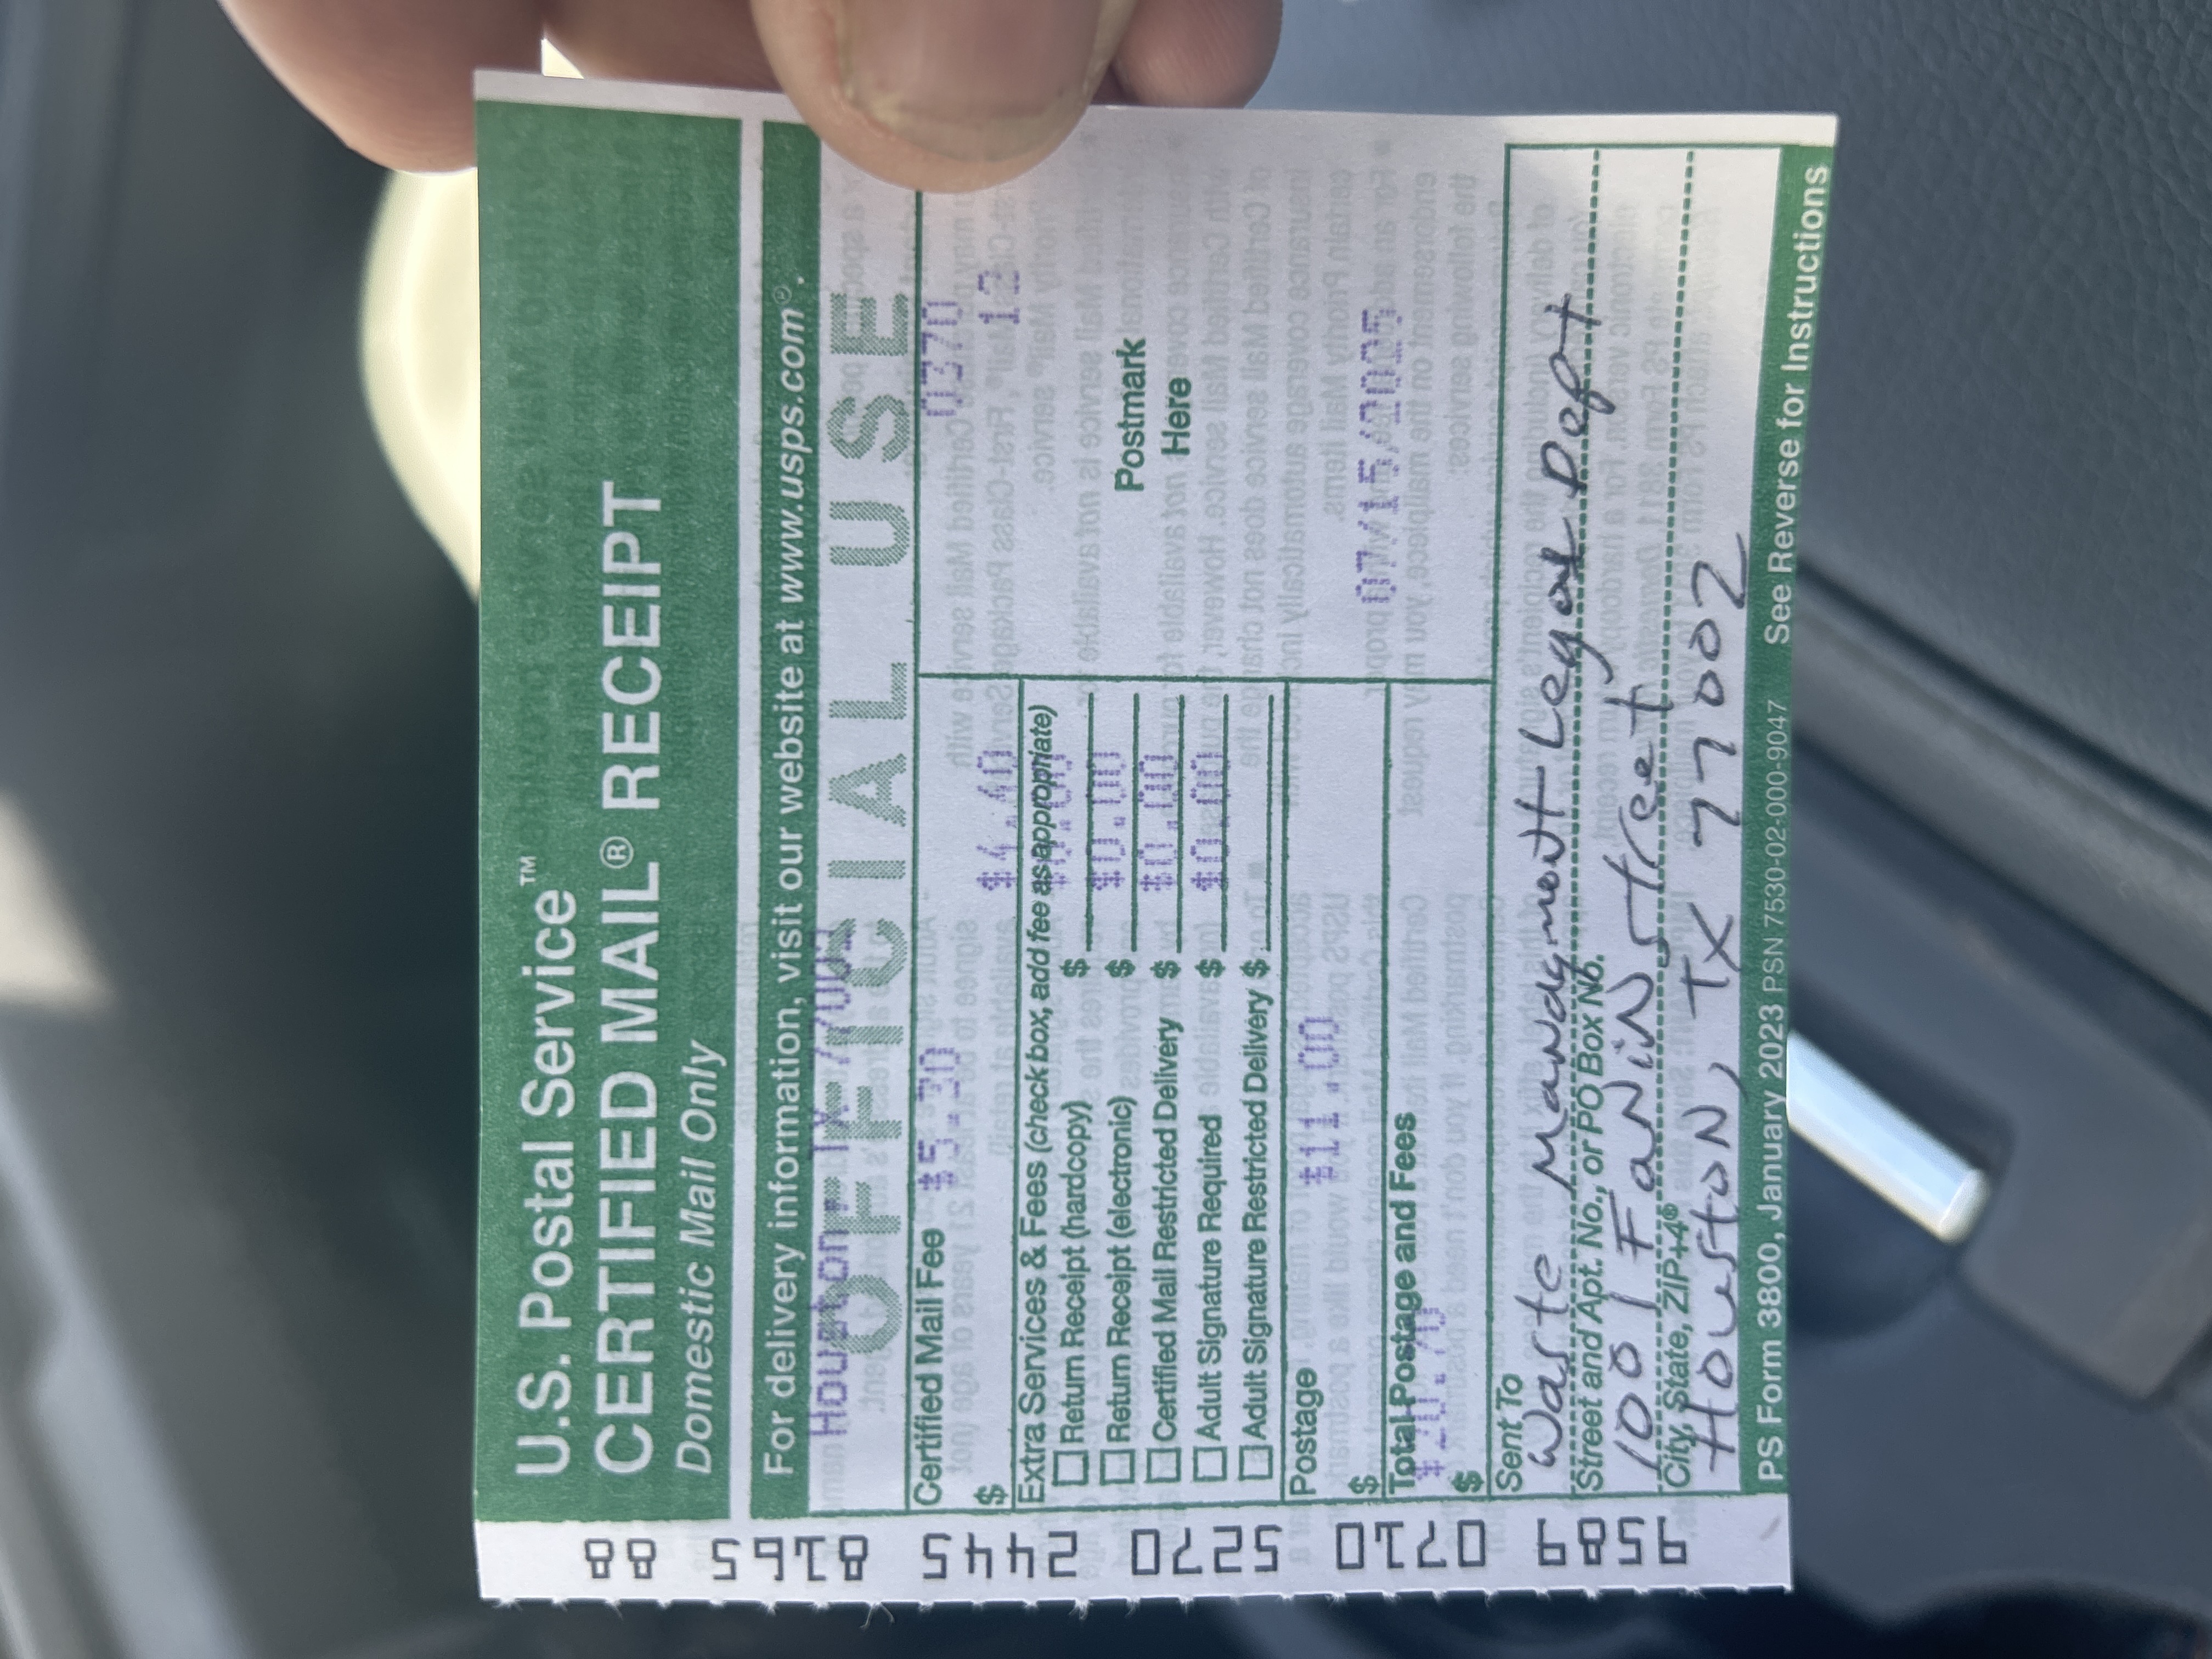 U.S. Postal Service™
CERTIFIED MAIL® RECEIPT
Domestic Mail Only
For delivery information, visit our website at www.usps.com®.
Houston, TX 77002
OFFICIAL USE
Certified Mail Fee $5.30
$
$4.40
Extra Services & Fees (check box, add fee as appropriate)
$0.00
Return Receipt (hardcopy) $
Return Receipt (electronic) $ $0.00
Certified Mail Restricted Delivery $ $0.00
Adult Signature Required $ $0.00
Adult Signature Restricted Delivery $
Postage $11.00
$
Total Postage and Fees
$20.70
$
0370
12
Postmark
Here
07/15/2025
Sent To
Waste Managment Legal Dept
Street and Apt. No., or PO Box No.
1001 FaNiN street
City, State, ZIP+4®
HoustoN, TX 77002
PS Form 3800, January 2023 PSN 7530-02-000-9047 See Reverse for Instructions
9589 0710 5270 2445 8165 88